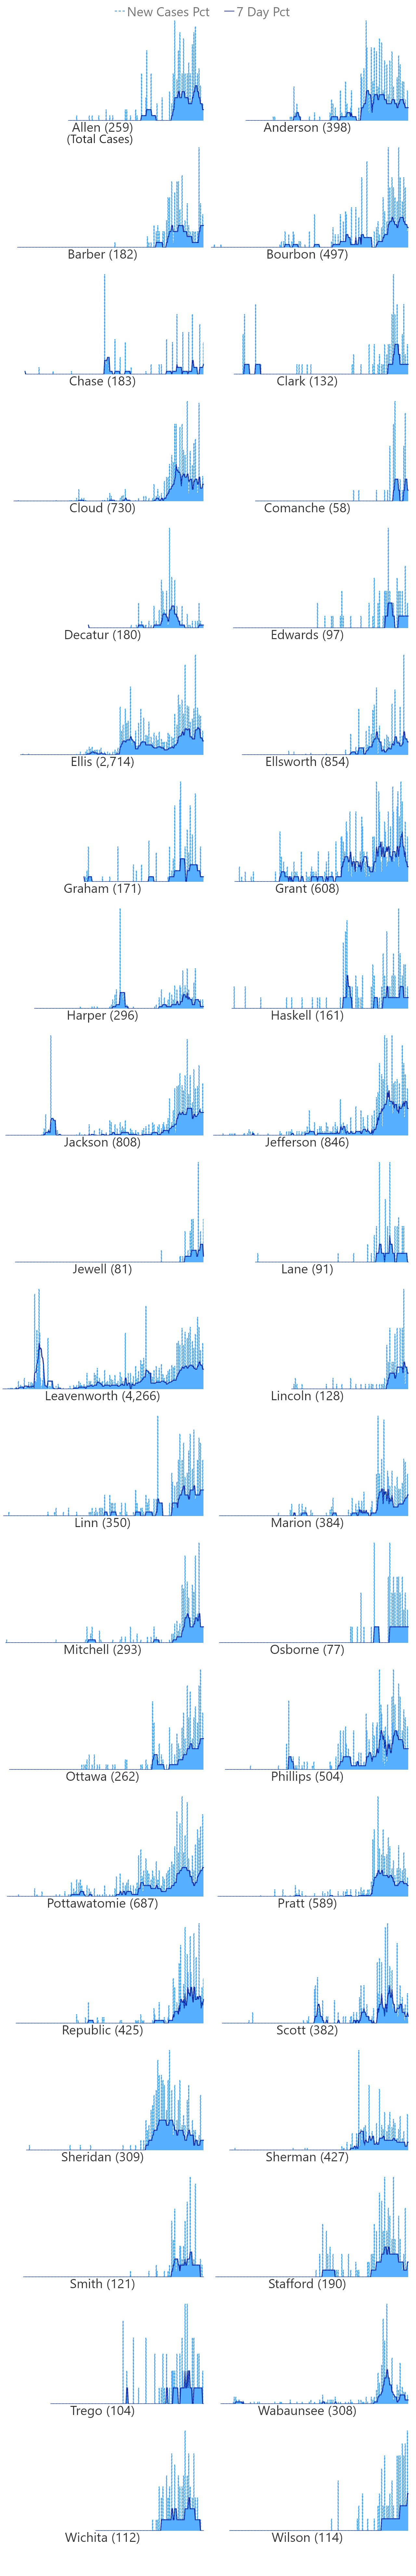 New Cases Pct 7 Day Pct
Allen (259) Anderson (398)
(Total Cases)
Barber (182) Bourbon (497)
Chase (183) Clark (132)
Cloud (730) Comanche (58)
Decatur (180) Edwards (97)
Ellis (2,714) Ellsworth (854)
Graham (171) Grant (608)
Harper (296) Haskell (161)
Jackson (808) Jefferson (846)
Jewell (81) Lane (91)
Leavenworth (4,266) Lincoln (128)
Linn (350) Marion (384)
Mitchell (293) Osborne (77)
Ottawa (262) Phillips (504)
Pottawatomie (687) Pratt (589)
Republic (425) Scott (382)
Sheridan (309) Sherman (427)
Smith (121) Stafford (190)
Trego (104) Wabaunsee (308)
Wichita (112) Wilson (114)